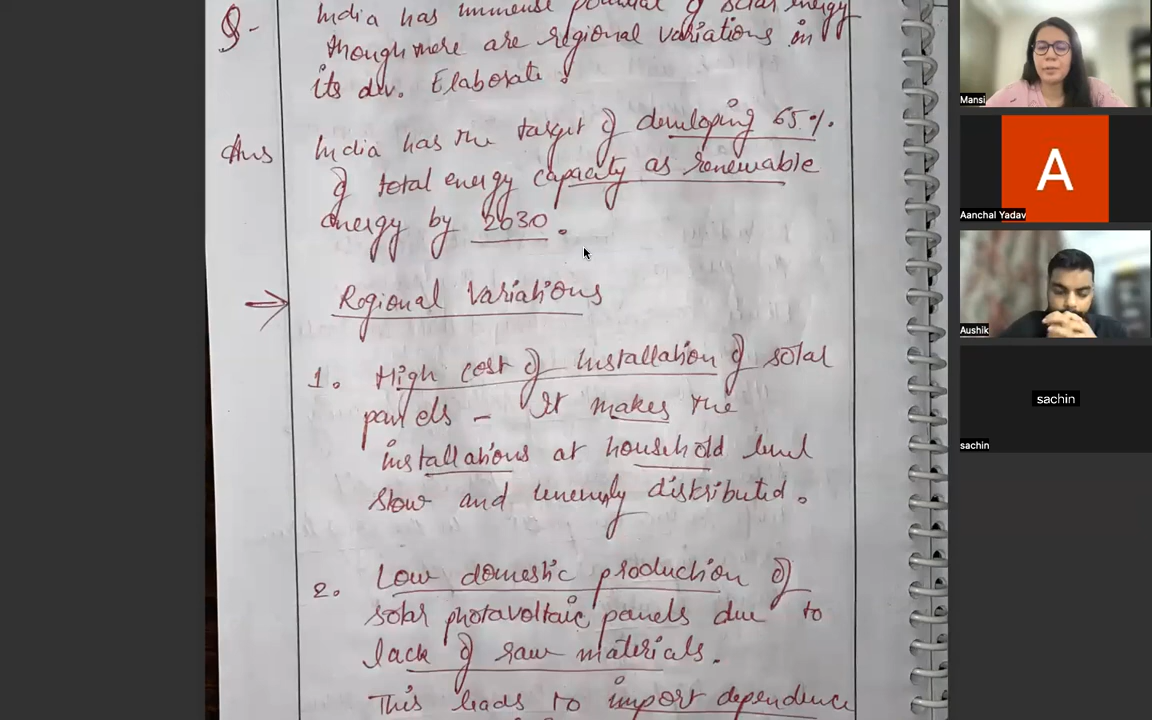 Q- India has immense potential of solar energy
though there are regional variations in
its dev. Elaborate.
Ans India has the target of developing 65%.
of total energy capacity as renewable
energy by 2030.
→ Regional Variations
1. High cost of installation of solar
panels - It makes the
installations at household level
slow and unevenly distributed.
2. Low domestic production of
solar photovoltaic panels due to
lack of raw materials.
This leads to import dependence
Mansi
A
Aanchal Yadav
Aushik
sachin
sachin